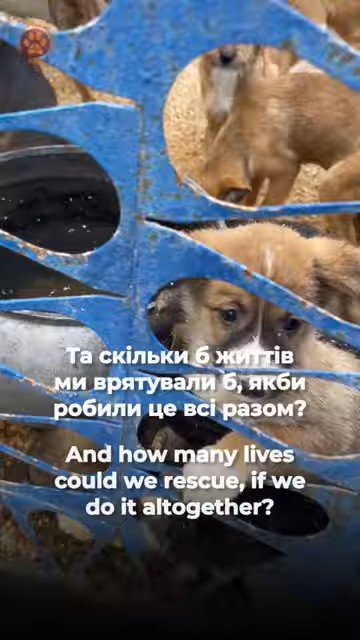 Та скільки б життів
ми врятували б, якби
робили це всі разом?
And how many lives
could we rescue, if we
do it altogether?